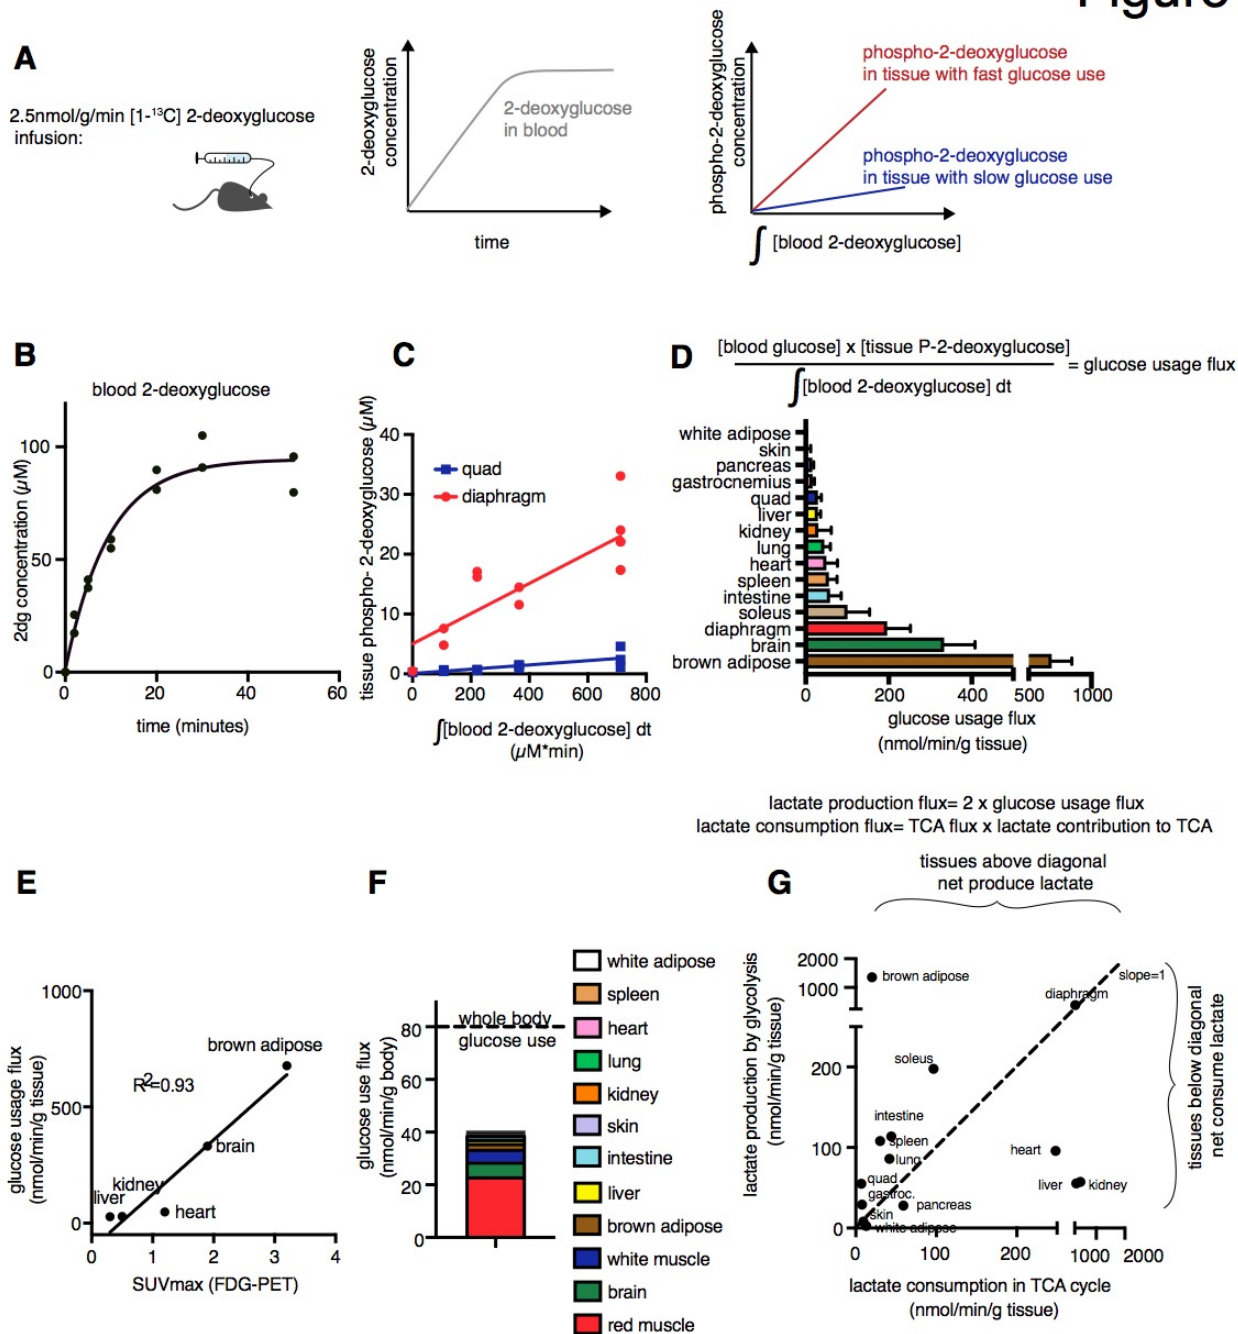 Figure
A
2.5nmol/g/min [1-¹³C] 2-deoxyglucose
infusion:
2-deoxyglucose
concentration
2-deoxyglucose
in blood
time
phospho-2-deoxyglucose
concentration
phospho-2-deoxyglucose
in tissue with fast glucose use
phospho-2-deoxyglucose
in tissue with slow glucose use
∫ [blood 2-deoxyglucose]
B
blood 2-deoxyglucose
2dg concentration (µM)
100
50
0
0 20 40 60
time (minutes)
C
tissue phospho- 2-deoxyglucose (µM)
40
30
20
10
0
quad
diaphragm
0 200 400 600 800
∫[blood 2-deoxyglucose] dt
(µM*min)
D
[blood glucose] x [tissue P-2-deoxyglucose]
∫[blood 2-deoxyglucose] dt
= glucose usage flux
white adipose
skin
pancreas
gastrocnemius
quad
liver
kidney
lung
heart
spleen
intestine
soleus
diaphragm
brain
brown adipose
0 200 400 500 1000
glucose usage flux
(nmol/min/g tissue)
lactate production flux= 2 x glucose usage flux
lactate consumption flux= TCA flux x lactate contribution to TCA
E
glucose usage flux
(nmol/min/g tissue)
1000
500
0
R²=0.93
brown adipose
brain
kidney
liver
heart
0 1 2 3 4
SUVmax (FDG-PET)
F
glucose use flux
(nmol/min/g body)
80
60
40
20
0
whole body
glucose use
white adipose
spleen
heart
lung
kidney
skin
intestine
liver
brown adipose
white muscle
brain
red muscle
G
tissues above diagonal
net produce lactate
lactate production by glycolysis
(nmol/min/g tissue)
2000
1000
200
100
0
brown adipose
slope=1
diaphragm
soleus
intestine
spleen
lung
heart
quad
liver
kidney
gastroc.
pancreas
skin
white adipose
tissues below diagonal
net consume lactate
0 100 200 1000 2000
lactate consumption in TCA cycle
(nmol/min/g tissue)